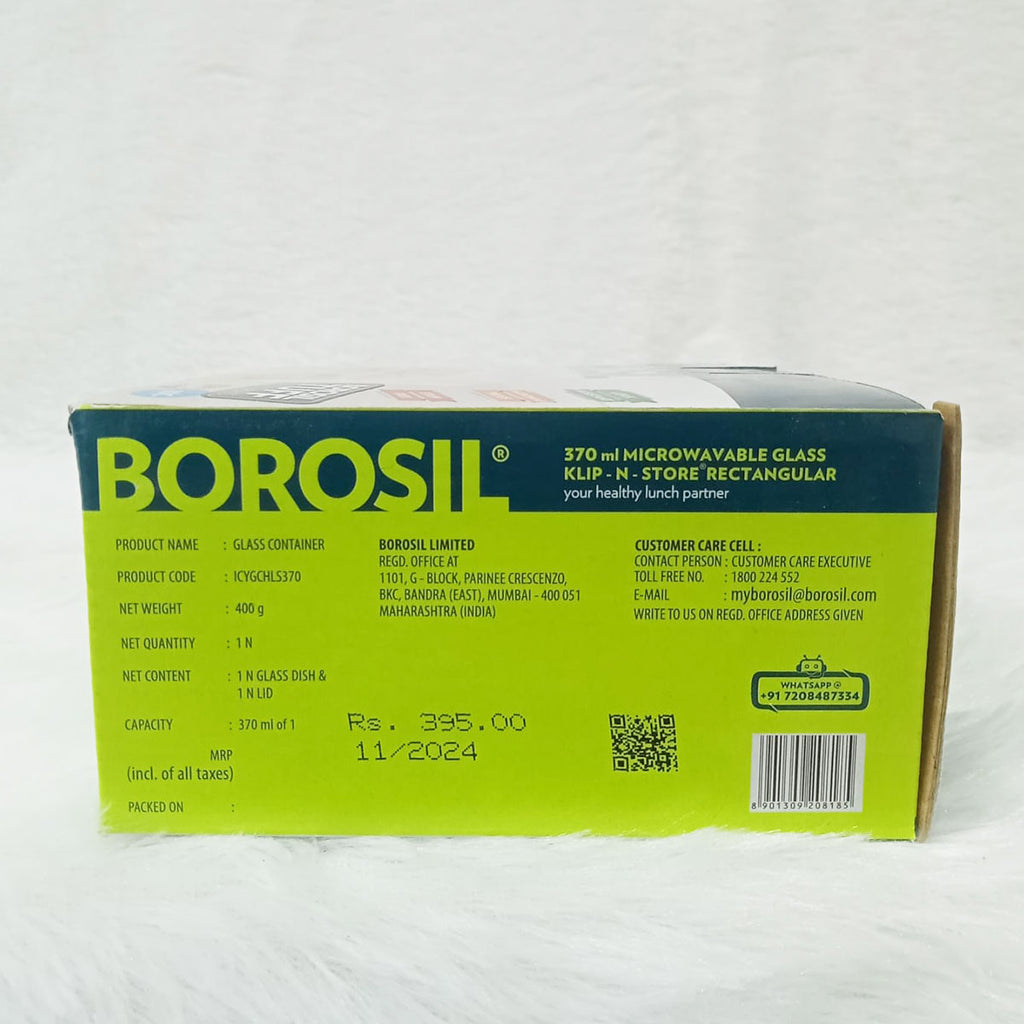 BOROSIL®
370 ml MICROWAVABLE GLASS
KLIP - N - STORE® RECTANGULAR
your healthy lunch partner
PRODUCT NAME : GLASS CONTAINER
PRODUCT CODE : ICYGCHLS370
NET WEIGHT : 400 g
NET QUANTITY : 1 N
NET CONTENT : 1 N GLASS DISH &
1 N LID
CAPACITY : 370 ml of 1
MRP
(incl. of all taxes)
PACKED ON :
Rs. 395.00
11/2024
BOROSIL LIMITED
REGD. OFFICE AT
1101, G - BLOCK, PARINEE CRESCENZO,
BKC, BANDRA (EAST), MUMBAI - 400 051
MAHARASHTRA (INDIA)
CUSTOMER CARE CELL :
CONTACT PERSON : CUSTOMER CARE EXECUTIVE
TOLL FREE NO. : 1800 224 552
E-MAIL : myborosil@borosil.com
WRITE TO US ON REGD. OFFICE ADDRESS GIVEN
WHATSAPP @
+91 7208487334
8 901309 208185